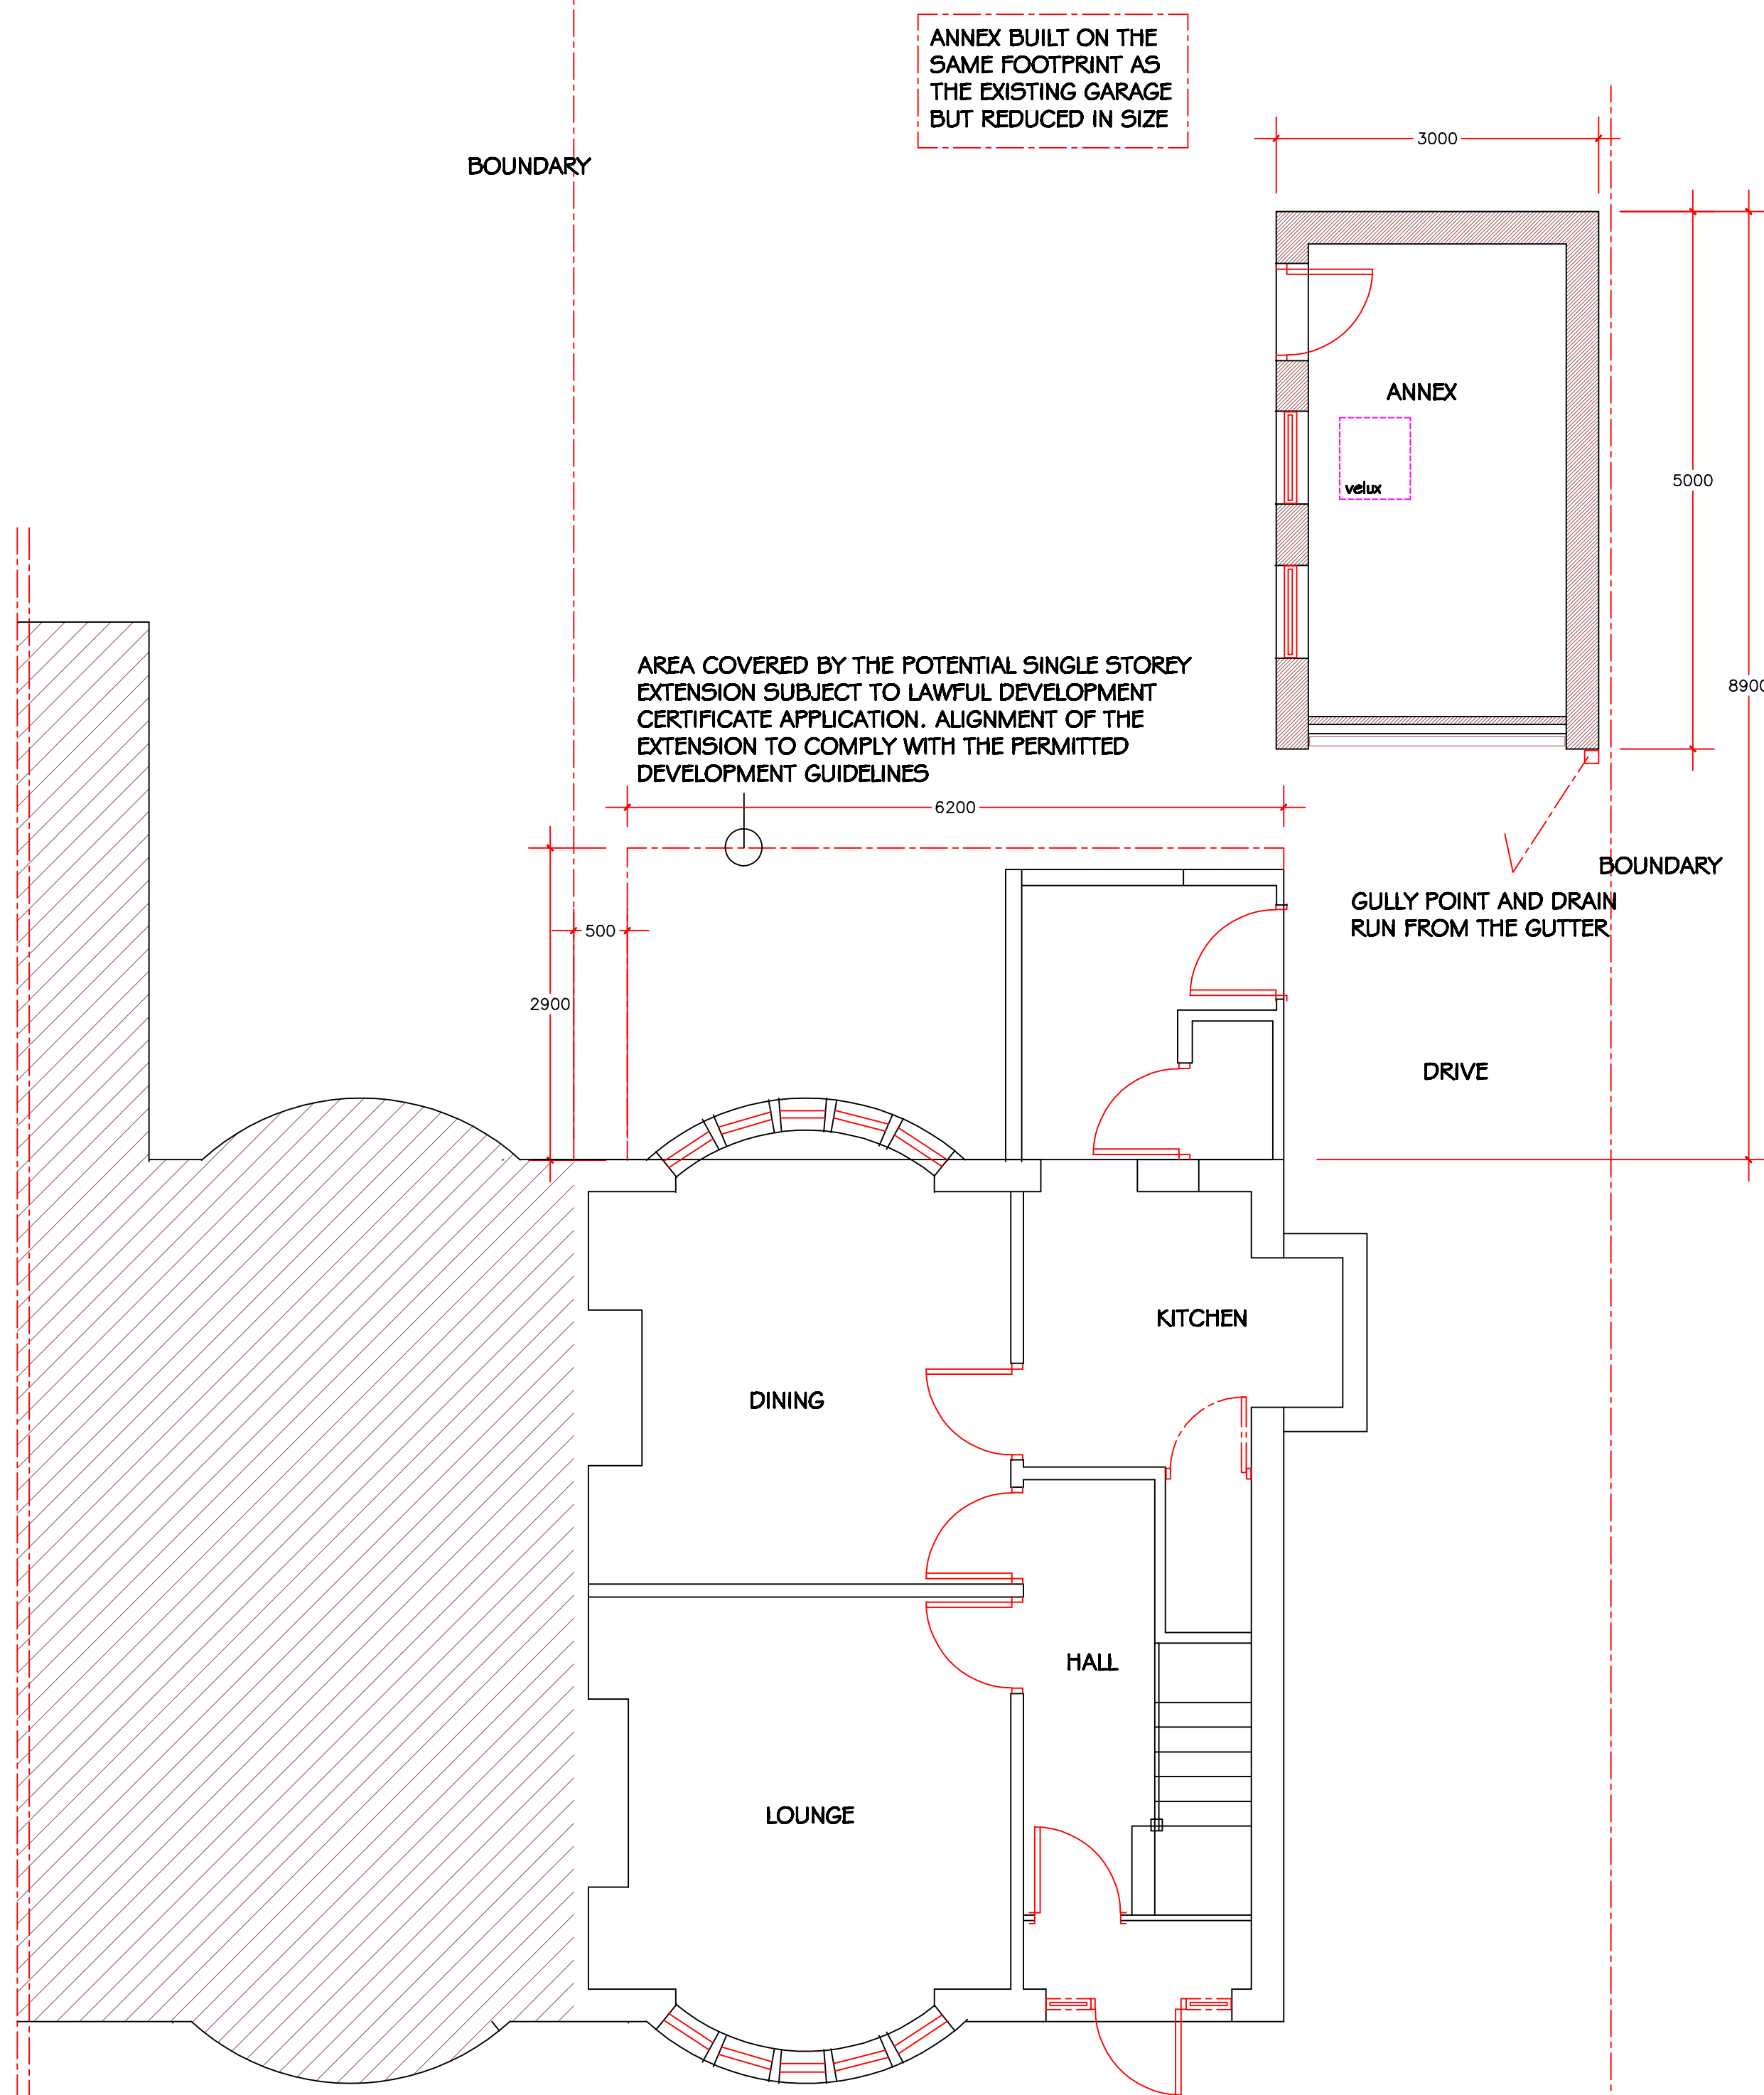 ANNEX BUILT ON THE
SAME FOOTPRINT AS
THE EXISTING GARAGE
BUT REDUCED IN SIZE
3000
BOUNDARY
ANNEX
velux
5000
8900
AREA COVERED BY THE POTENTIAL SINGLE STOREY
EXTENSION SUBJECT TO LAWFUL DEVELOPMENT
CERTIFICATE APPLICATION. ALIGNMENT OF THE
EXTENSION TO COMPLY WITH THE PERMITTED
DEVELOPMENT GUIDELINES
6200
BOUNDARY
GULLY POINT AND DRAIN
RUN FROM THE GUTTER
500
2900
DRIVE
KITCHEN
DINING
HALL
LOUNGE